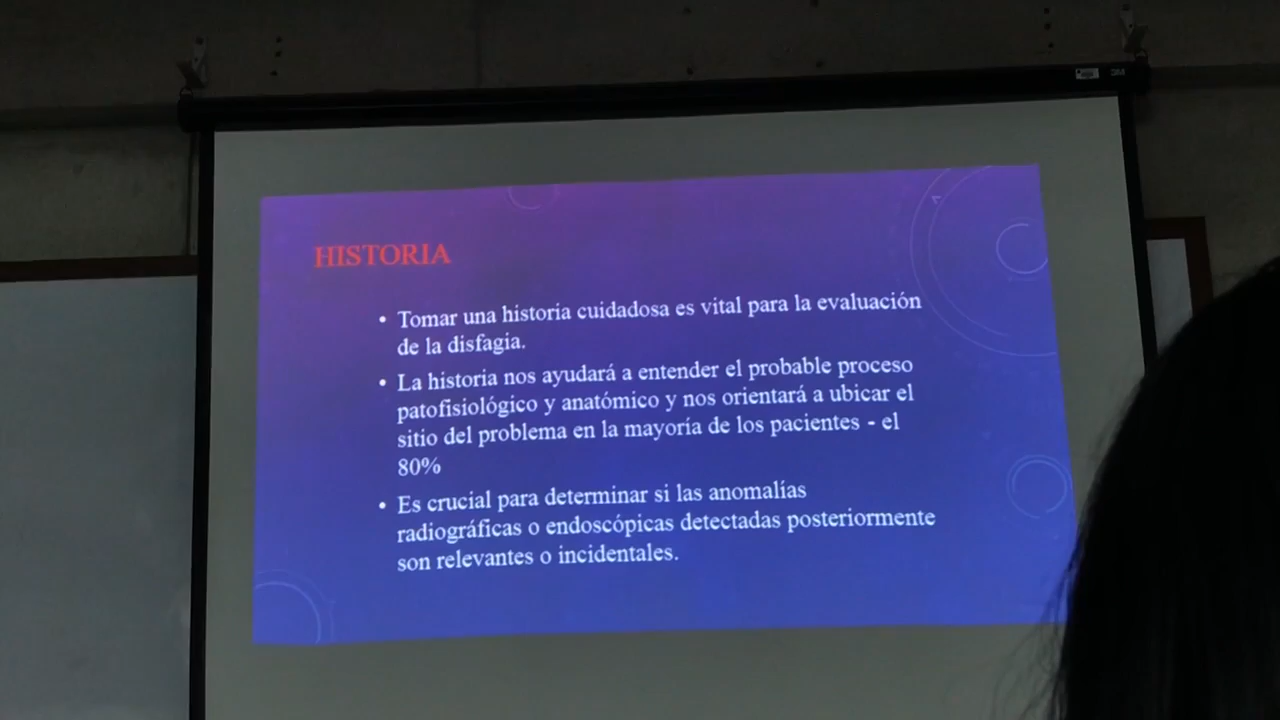 3M
HISTORIA
• Tomar una historia cuidadosa es vital para la evaluación
de la disfagia.
• La historia nos ayudará a entender el probable proceso
patofisiológico y anatómico y nos orientará a ubicar el
sitio del problema en la mayoría de los pacientes - el
80%
• Es crucial para determinar si las anomalías
radiográficas o endoscópicas detectadas posteriormente
son relevantes o incidentales.